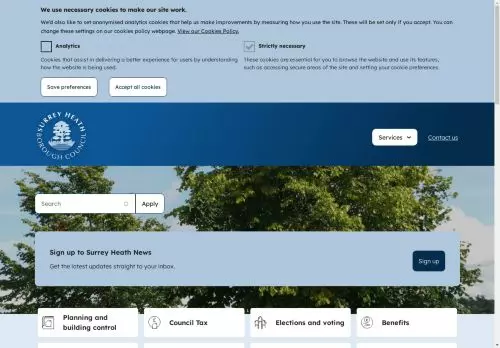 We use necessary cookies to make our site work.
We'd also like to set anonymised analytics cookies that help us make improvements by measuring how you use the site. These will be set only if you accept. You can
change these settings on our cookies policy webpage. View our Cookies Policy.
Analytics
Cookies that assist in delivering a better experience for users by understanding
how the website is being used.
Strictly necessary
These cookies are essential for you to browse the website and use its features,
such as accessing secure areas of the site and setting your cookie preferences.
Save preferences
Accept all cookies
SURREY HEATH
BOROUGH COUNCIL
Services
Contact us
Search
Apply
Sign up to Surrey Heath News
Get the latest updates straight to your inbox.
Sign up
Planning and
building control
Council Tax
Elections and voting
Benefits